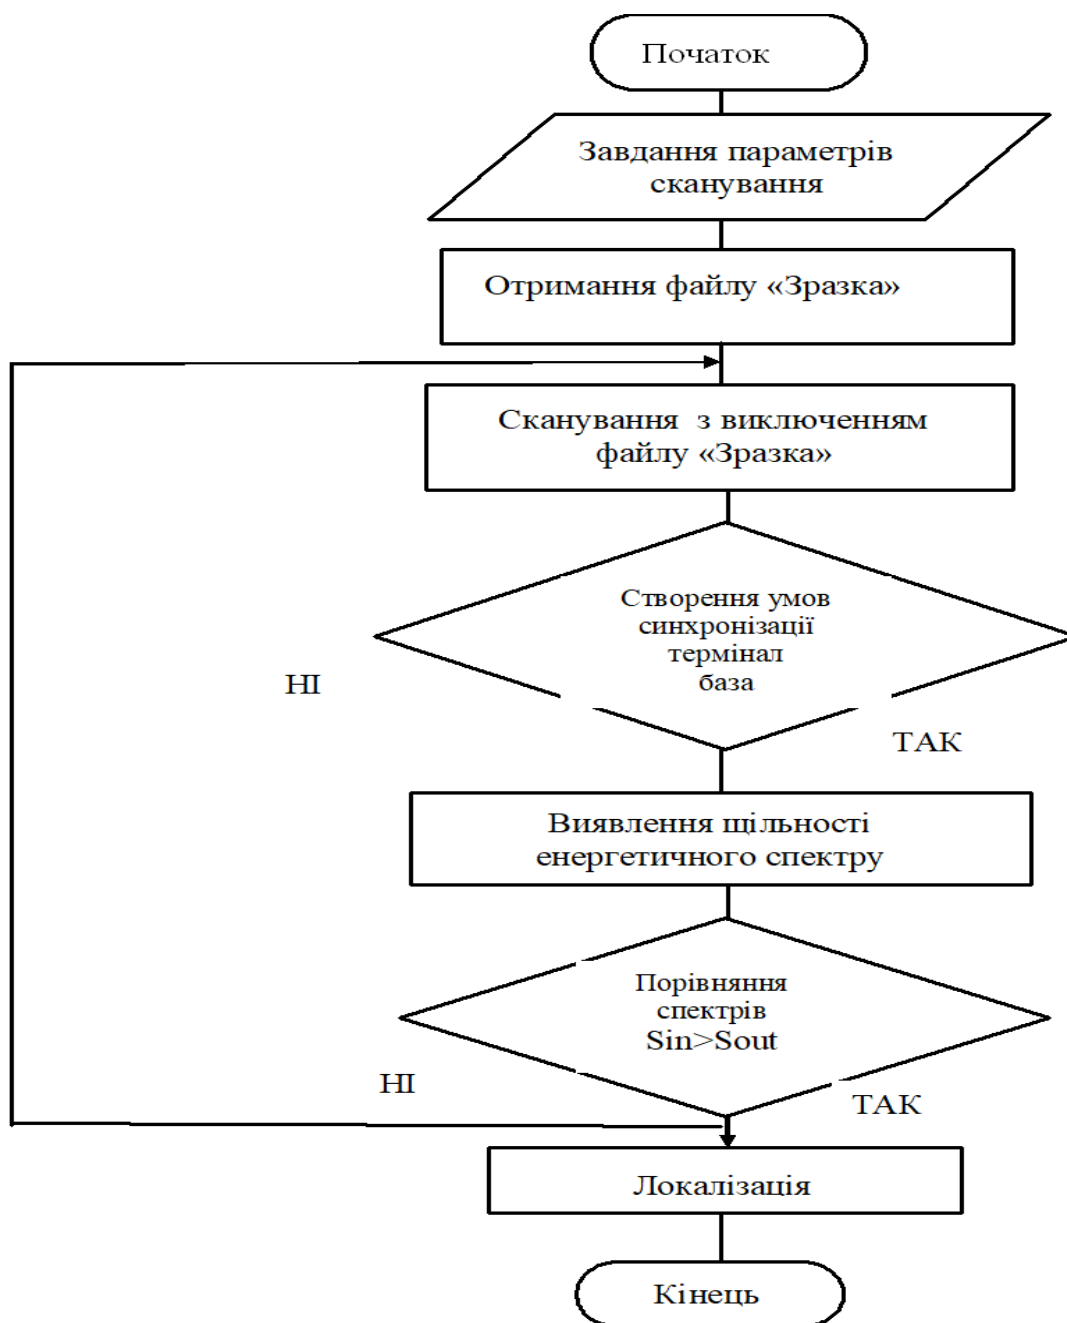 Початок
Завдання параметрів
сканування
Отримання файлу «Зразка»
Сканування з виключенням
файлу «Зразка»
Створення умов
синхронізації
термінал
база
НІ
ТАК
Виявлення щільності
енергетичного спектру
Порівняння
спектрів
Sin>Sout
НІ
ТАК
Локалізація
Кінець